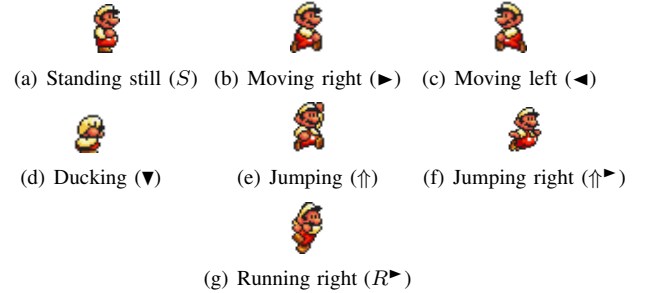 (a) Standing still (S) (b) Moving right (►) (c) Moving left (◄)
(d) Ducking (▼) (e) Jumping (⇑) (f) Jumping right (⇑►)
(g) Running right (R►)